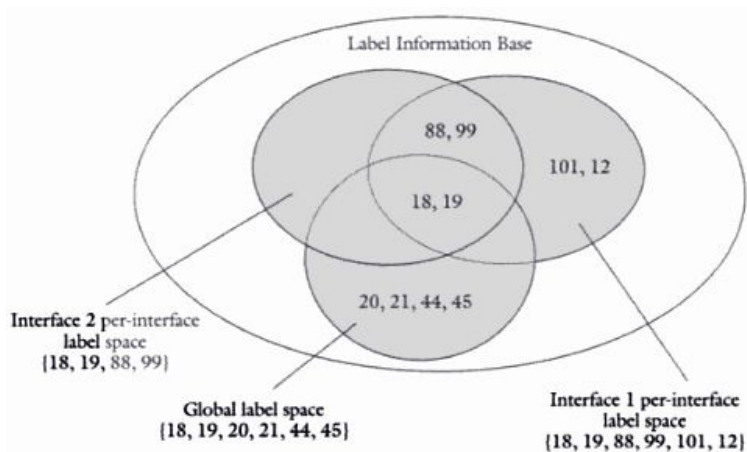 Label Information Base
88, 99
101, 12
18, 19
20, 21, 44, 45
Interface 2 per-interface
label space
{18, 19, 88, 99}
Global label space
{18, 19, 20, 21, 44, 45}
Interface 1 per-interface
label space
{18, 19, 88, 99, 101, 12}